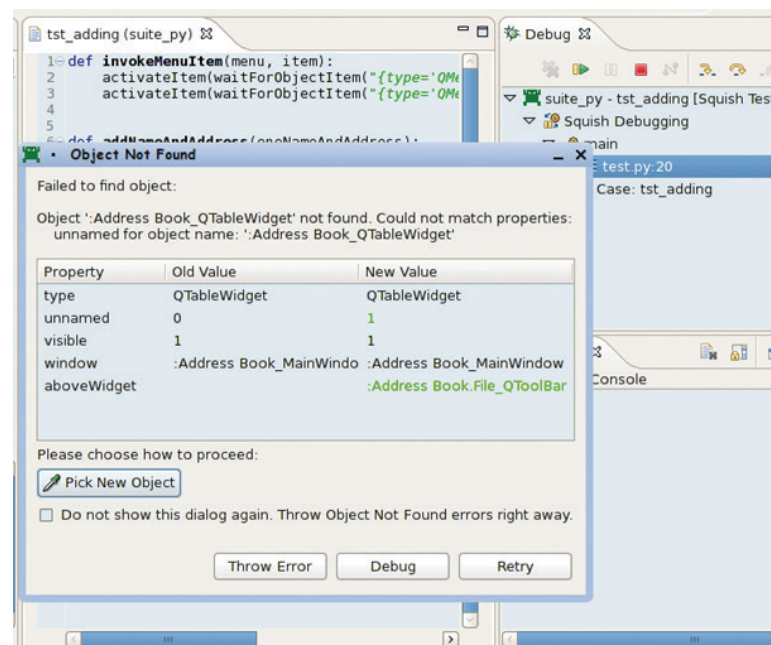 tst_adding (suite_py)
Debug
1 def invokeMenuItem(menu, item):
2 activateItem(waitForObjectItem("{type='QMe
3 activateItem(waitForObjectItem("{type='QMe
4
5
6 def addNameAndAddress(oneNameAndAddress):
suite_py - tst_adding [Squish Tes
Squish Debugging
main
test.py:20
Case: tst_adding
Object Not Found
Failed to find object:
Object ':Address Book_QTableWidget' not found. Could not match properties:
unnamed for object name: ':Address Book_QTableWidget'
Property Old Value New Value
type QTableWidget QTableWidget
unnamed 0 1
visible 1 1
window :Address Book_MainWindo :Address Book_MainWindow
aboveWidget :Address Book.File_QToolBar
Console
Please choose how to proceed:
Pick New Object
Do not show this dialog again. Throw Object Not Found errors right away.
Throw Error Debug Retry